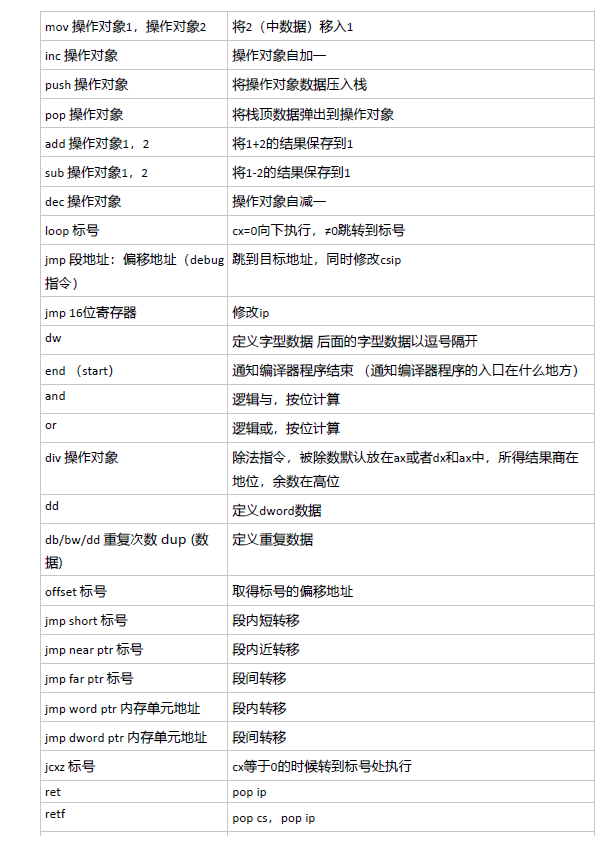 mov 操作对象1，操作对象2 将2（中数据）移入1
inc 操作对象 操作对象自加一
push 操作对象 将操作对象数据压入栈
pop 操作对象 将栈顶数据弹出到操作对象
add 操作对象1，2 将1+2的结果保存到1
sub 操作对象1，2 将1-2的结果保存到1
dec 操作对象 操作对象自减一
loop 标号 cx=0向下执行，≠0跳转到标号
jmp 段地址：偏移地址（debug 跳到目标地址，同时修改csip
指令）
jmp 16位寄存器 修改ip
dw 定义字型数据 后面的字型数据以逗号隔开
end （start） 通知编译器程序结束 （通知编译器程序的入口在什么地方）
and 逻辑与，按位计算
or 逻辑或，按位计算
div 操作对象 除法指令，被除数默认放在ax或者dx和ax中，所得结果商在
地位，余数在高位
dd 定义dword数据
db/bw/dd 重复次数 dup (数 定义重复数据
据)
offset 标号 取得标号的偏移地址
jmp short 标号 段内短转移
jmp near ptr 标号 段内近转移
jmp far ptr 标号 段间转移
jmp word ptr 内存单元地址 段内转移
jmp dword ptr 内存单元地址 段间转移
jcxz 标号 cx等于0的时候转到标号处执行
ret pop ip
retf pop cs，pop ip